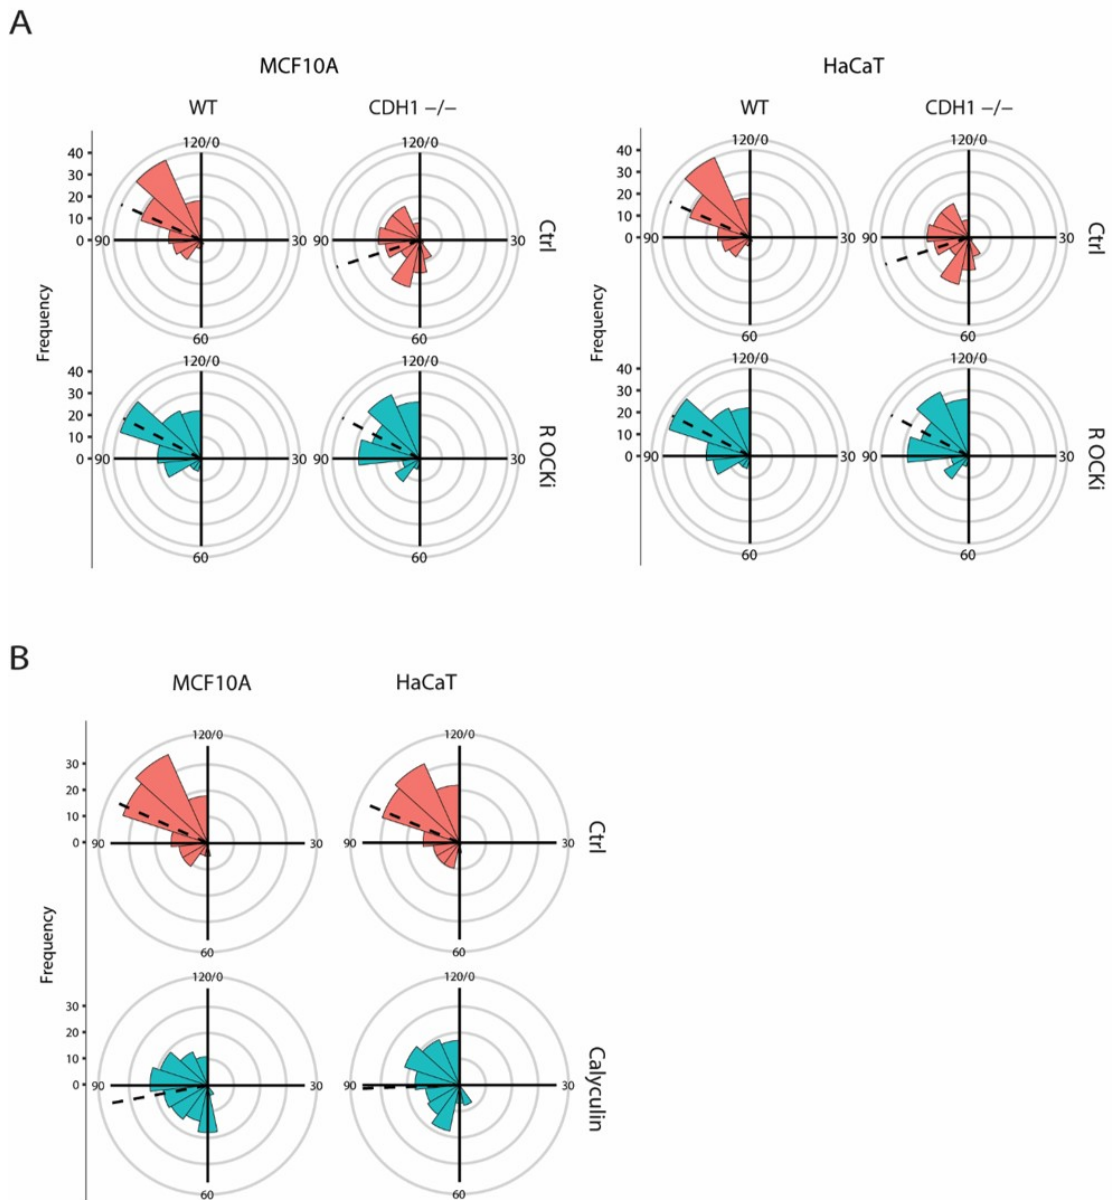 A
MCF10A HaCaT
WT CDH1 –/– WT CDH1 –/–
120/0 120/0 120/0 120/0
40 40
30 30
20 20
10 10
0 90 30 90 30 0 90 30 90 30
Ctrl Ctrl
60 60 60 60
Frequency Frequency
120/0 120/0 120/0 120/0
40 40
30 30
20 20
10 10
0 90 30 90 30 0 90 30 90 30
R OCKi R OCKi
60 60 60 60
B
MCF10A HaCaT
120/0 120/0
30
20
10
0 90 30 90 30
Ctrl
60 60
Frequency
120/0 120/0
30
20
10
0 90 30 90 30
Calyculin
60 60